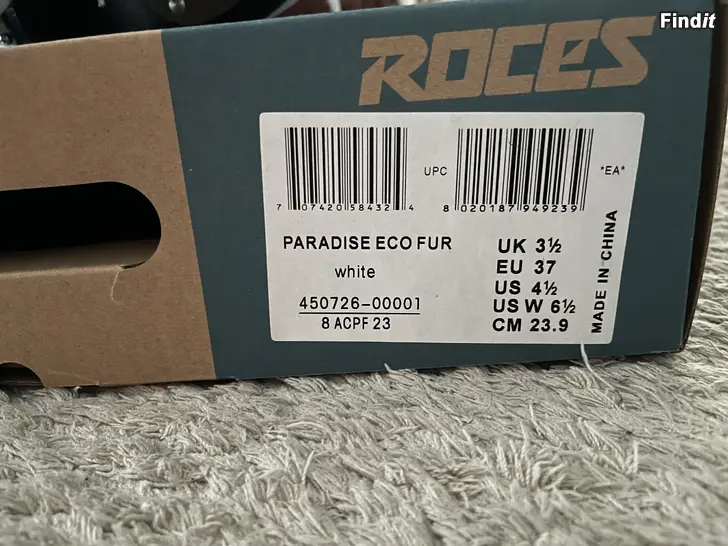 Findit
ROCES
UPC
*EA*
7 07420 58432 4
8 020187 949239
PARADISE ECO FUR
white
450726-00001
8 ACPF 23
UK 3½
EU 37
US 4½
US W 6½
CM 23.9
MADE IN CHINA